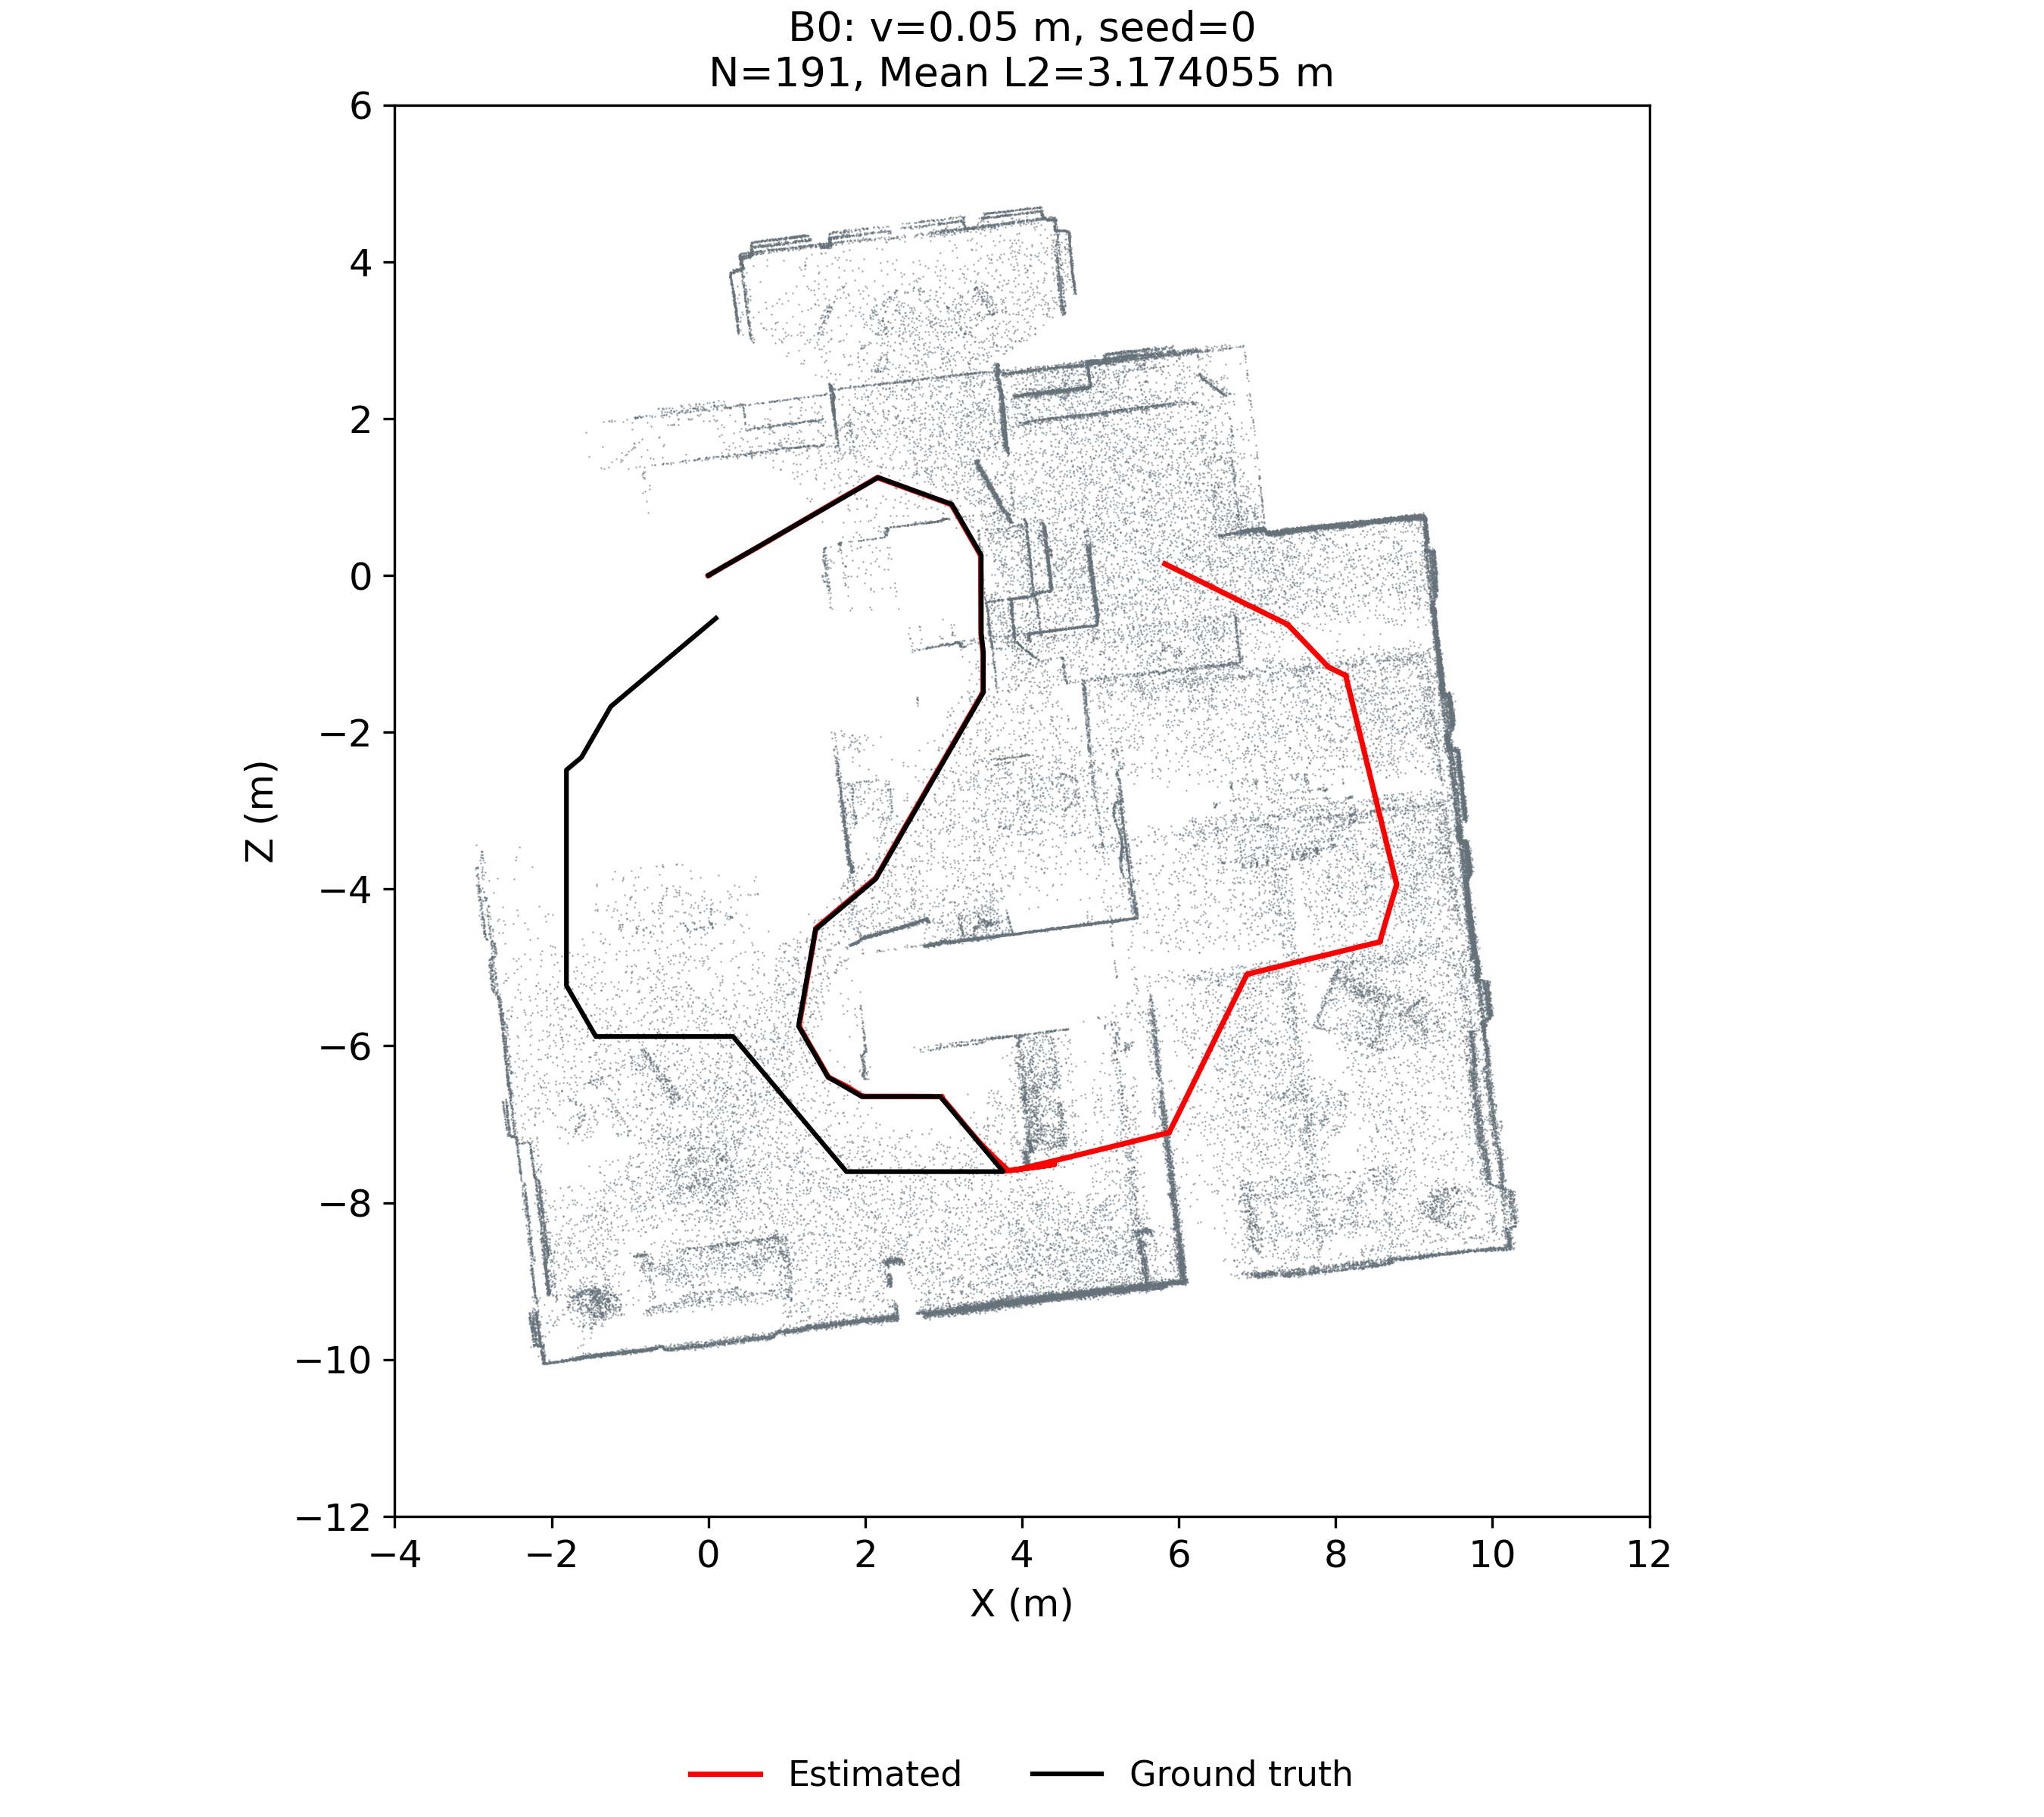 B0: v=0.05 m, seed=0
N=191, Mean L2=3.174055 m
6
4
2
0
−2
−4
−6
−8
−10
−12
Z (m)
−4 −2 0 2 4 6 8 10 12
X (m)
Estimated Ground truth